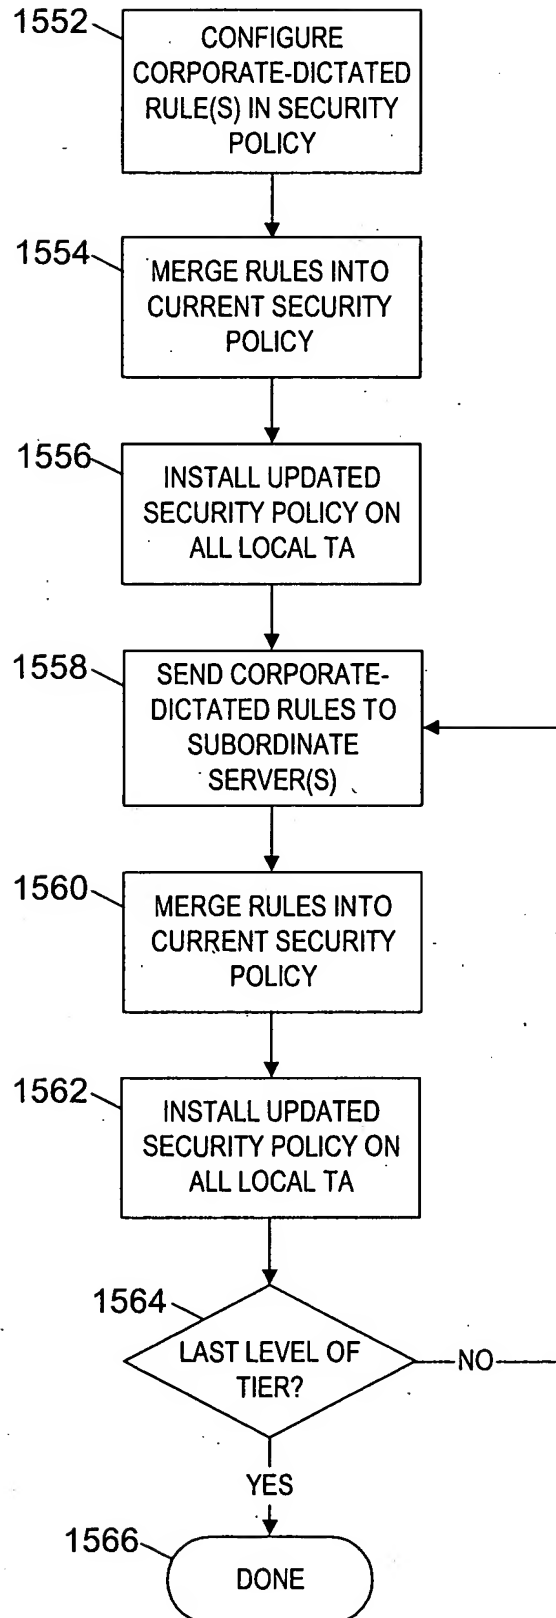 1552
CONFIGURE
CORPORATE-DICTATED
RULE(S) IN SECURITY
POLICY
1554
MERGE RULES INTO
CURRENT SECURITY
POLICY
1556
INSTALL UPDATED
SECURITY POLICY ON
ALL LOCAL TA
1558
SEND CORPORATE-
DICTATED RULES TO
SUBORDINATE
SERVER(S)
1560
MERGE RULES INTO
CURRENT SECURITY
POLICY
1562
INSTALL UPDATED
SECURITY POLICY ON
ALL LOCAL TA
1564
LAST LEVEL OF
TIER?
NO
YES
1566
DONE